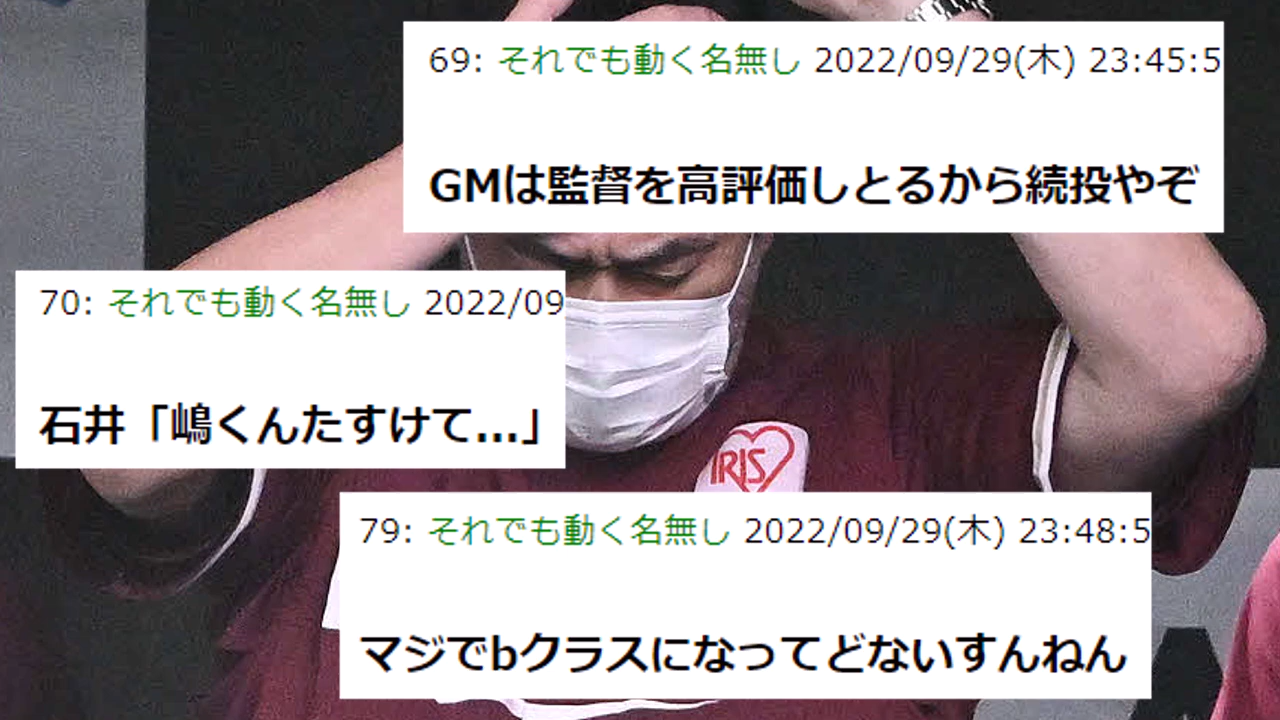 69: それでも動く名無し 2022/09/29(木) 23:45:5
GMは監督を高評価しとるから続投やぞ
70: それでも動く名無し 2022/09
石井「嶋くんたすけて...」
IRIS
79: それでも動く名無し 2022/09/29(木) 23:48:5
マジでbクラスになってどないすんねん